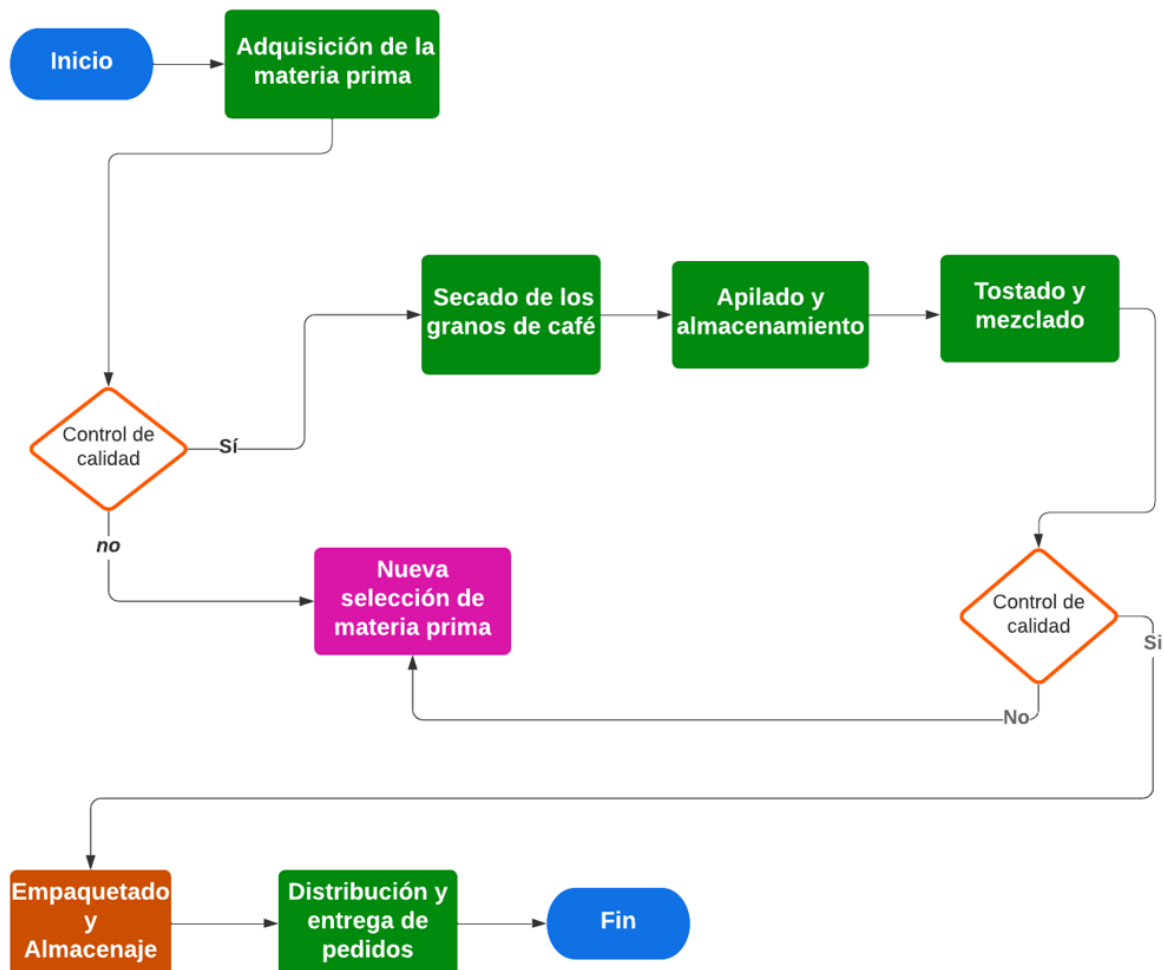 Inicio
Adquisición de la
materia prima
Secado de los
granos de café
Apilado y
almacenamiento
Tostado y
mezclado
Control de
calidad
Sí
no
Nueva
selección de
materia prima
Control de
calidad
Si
No
Empaquetado
y
Almacenaje
Distribución y
entrega de
pedidos
Fin